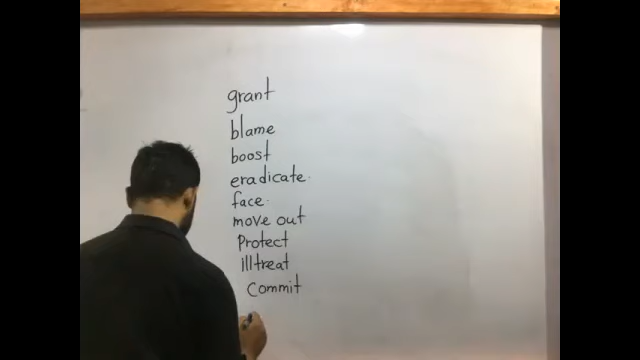 grant
blame
boost
eradicate.
face.
move out
Protect
Illtreat
Commit